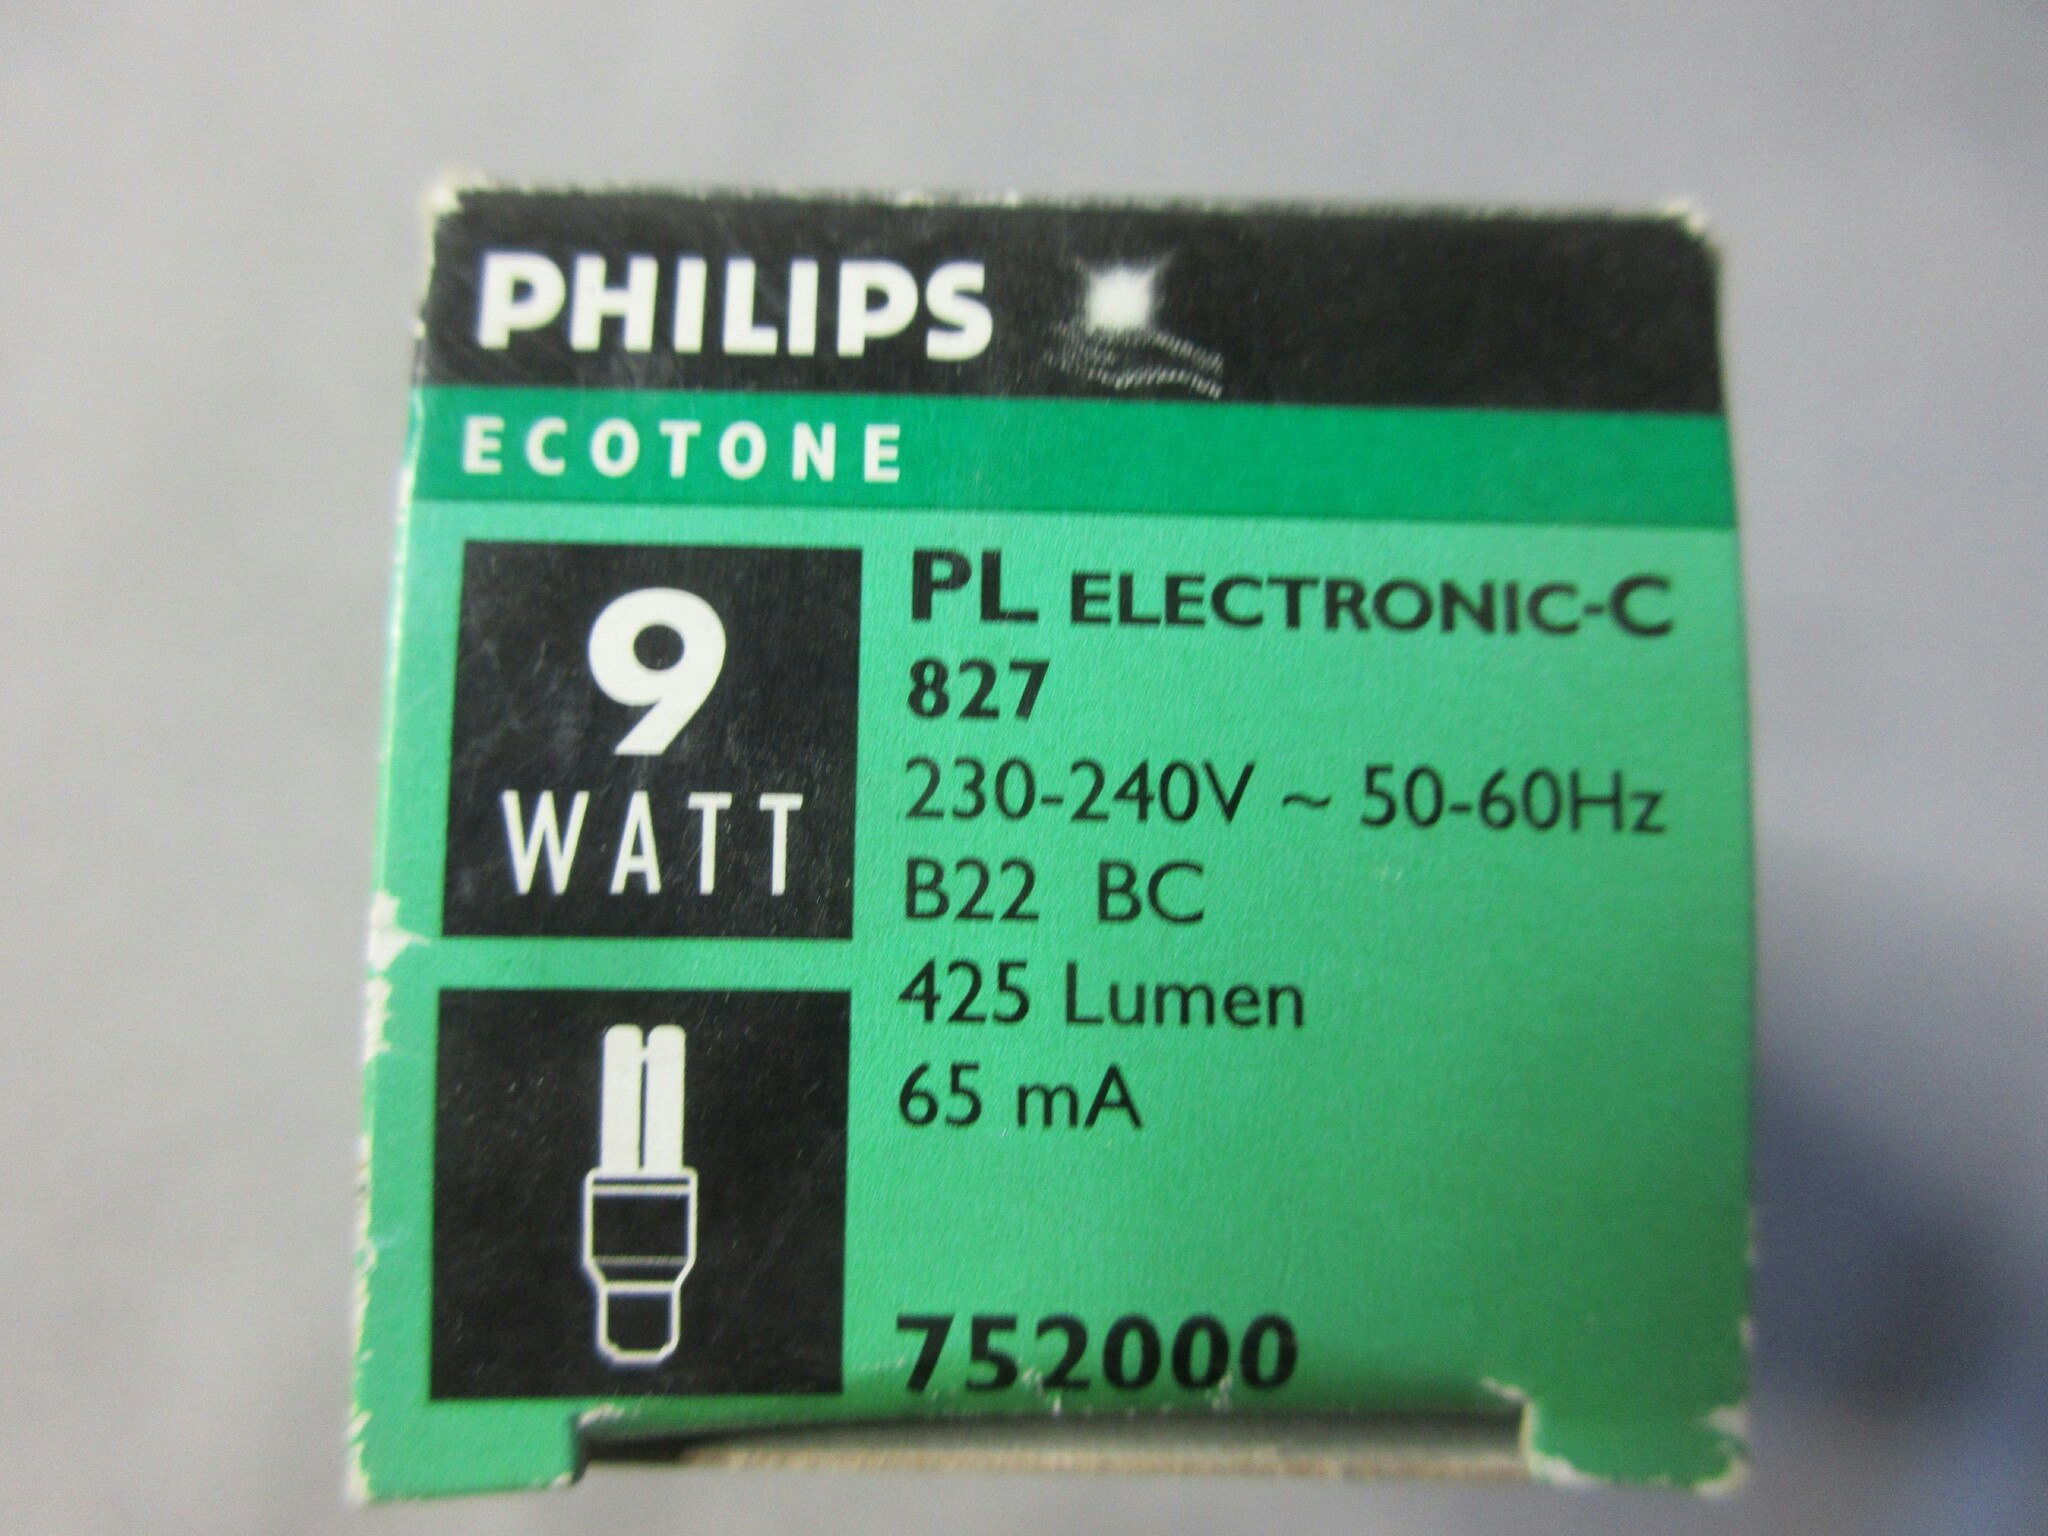 PHILIPS
ECOTONE
9
WATT
PL ELECTRONIC-C
827
230-240V ~ 50-60Hz
B22 BC
425 Lumen
65 mA
752000